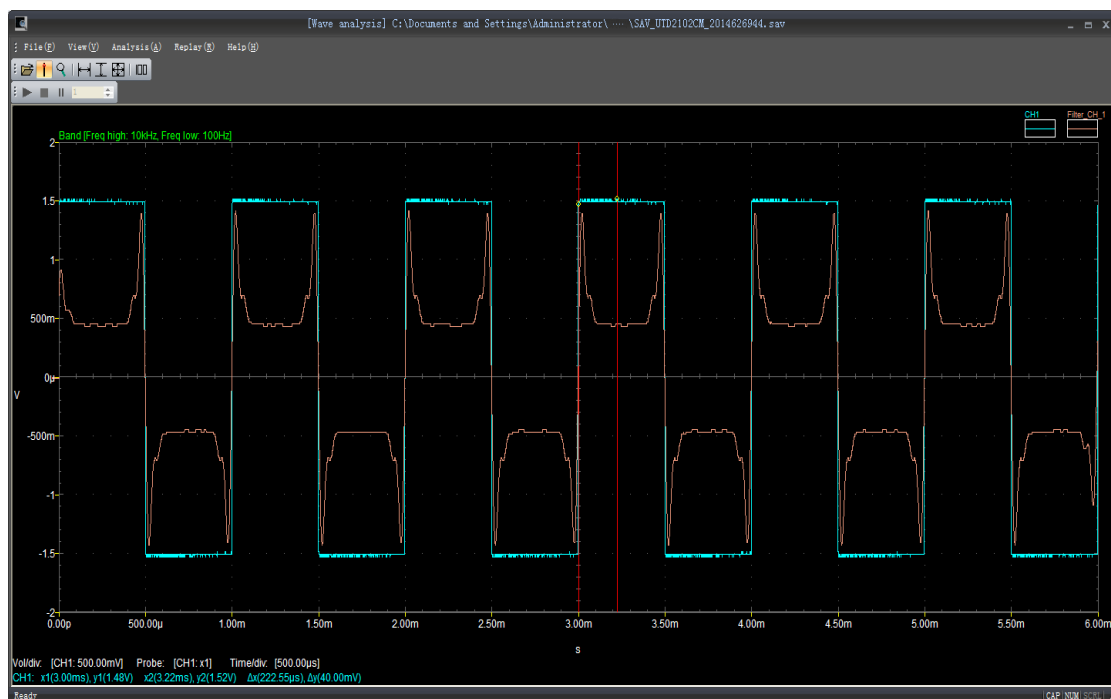 [Wave analysis] C:\Documents and Settings\Administrator\ ···· \SAV_UTD2102CM_2014626944.sav
File(F) View(V) Analysis(A) Replay(R) Help(H)
1
CH1 Filter_CH_1
Band [Freq high: 10kHz, Freq low: 100Hz]
2
1.5
1
500m
0µ
V
-500m
-1
-1.5
-2
0.00p 500.00µ 1.00m 1.50m 2.00m 2.50m 3.00m 3.50m 4.00m 4.50m 5.00m 5.50m 6.00m
s
Vol/div: [CH1: 500.00mV] Probe: [CH1: x1] Time/div: [500.00µs]
CH1: x1(3.00ms), y1(1.48V) x2(3.22ms), y2(1.52V) Δx(222.55µs), Δy(40.00mV)
Ready CAP NUM SCRL